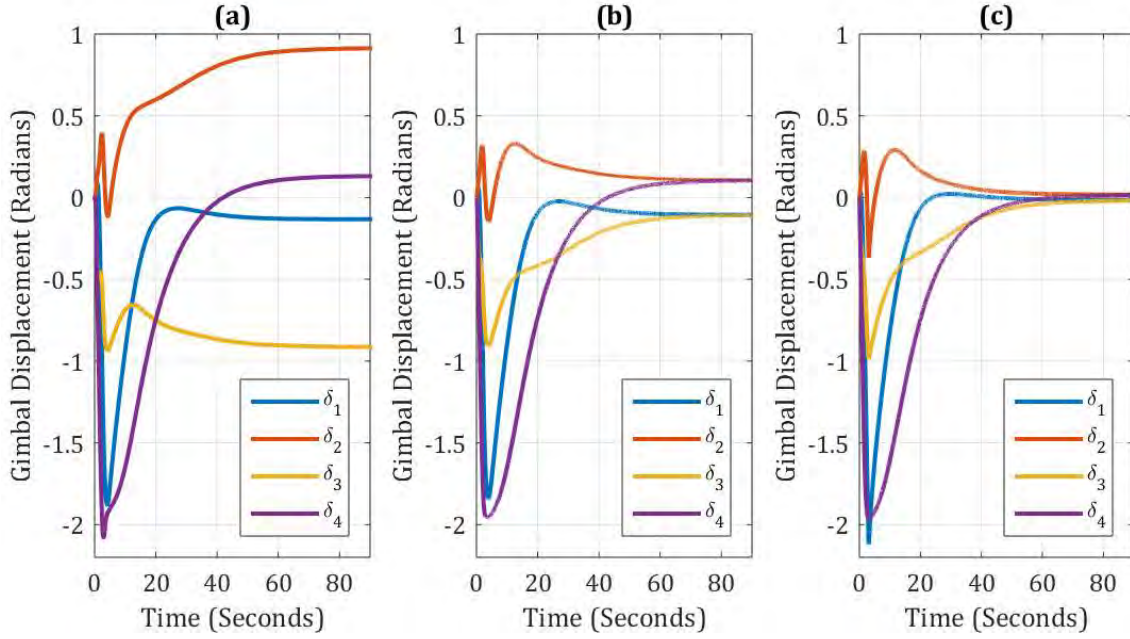 (a)
Gimbal Displacement (Radians)
1
0.5
0
-0.5
-1
-1.5
-2
0 20 40 60 80
Time (Seconds)
δ1
δ2
δ3
δ4
(b)
Gimbal Displacement (Radians)
1
0.5
0
-0.5
-1
-1.5
-2
0 20 40 60 80
Time (Seconds)
δ1
δ2
δ3
δ4
(c)
Gimbal Displacement (Radians)
1
0.5
0
-0.5
-1
-1.5
-2
0 20 40 60 80
Time (Seconds)
δ1
δ2
δ3
δ4